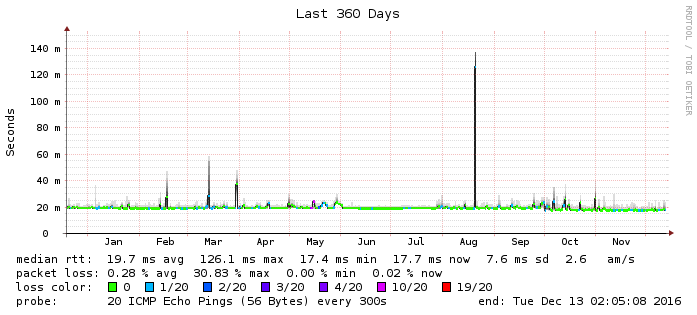 Last 360 Days
RRDTOOL / TOBI OETIKER
Seconds
140 m
120 m
100 m
80 m
60 m
40 m
20 m
0
Jan Feb Mar Apr May Jun Jul Aug Sep Oct Nov
median rtt: 19.7 ms avg 126.1 ms max 17.4 ms min 17.7 ms now 7.6 ms sd 2.6 am/s
packet loss: 0.28 % avg 30.83 % max 0.00 % min 0.02 % now
loss color: 0 1/20 2/20 3/20 4/20 10/20 19/20
probe: 20 ICMP Echo Pings (56 Bytes) every 300s end: Tue Dec 13 02:05:08 2016